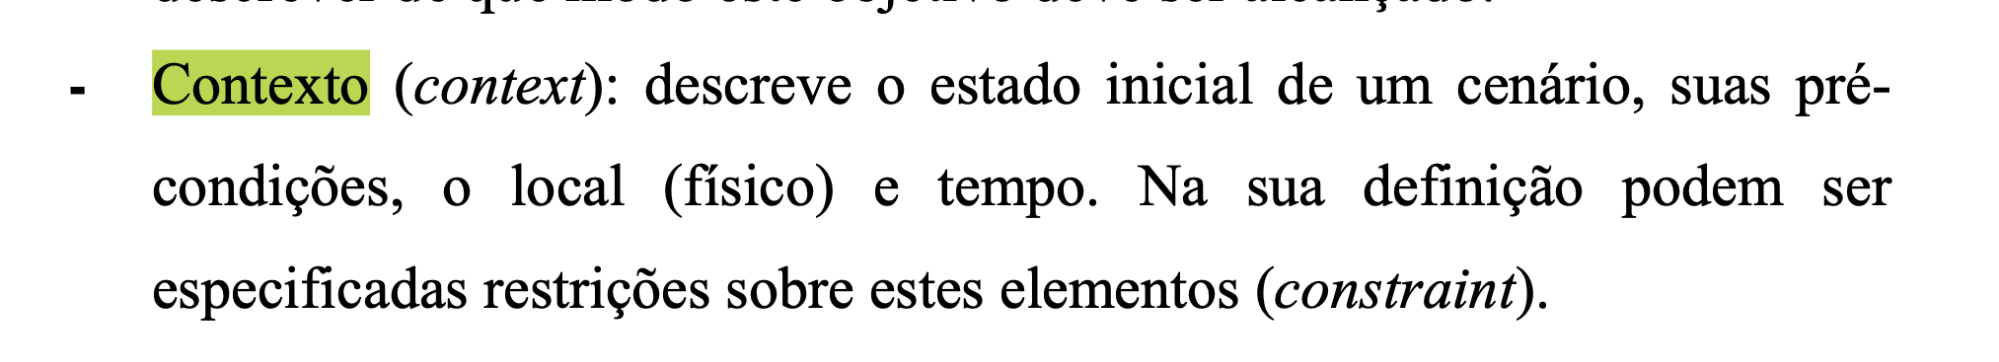 - Contexto (context): descreve o estado inicial de um cenário, suas pré-
condições, o local (físico) e tempo. Na sua definição podem ser
especificadas restrições sobre estes elementos (constraint).